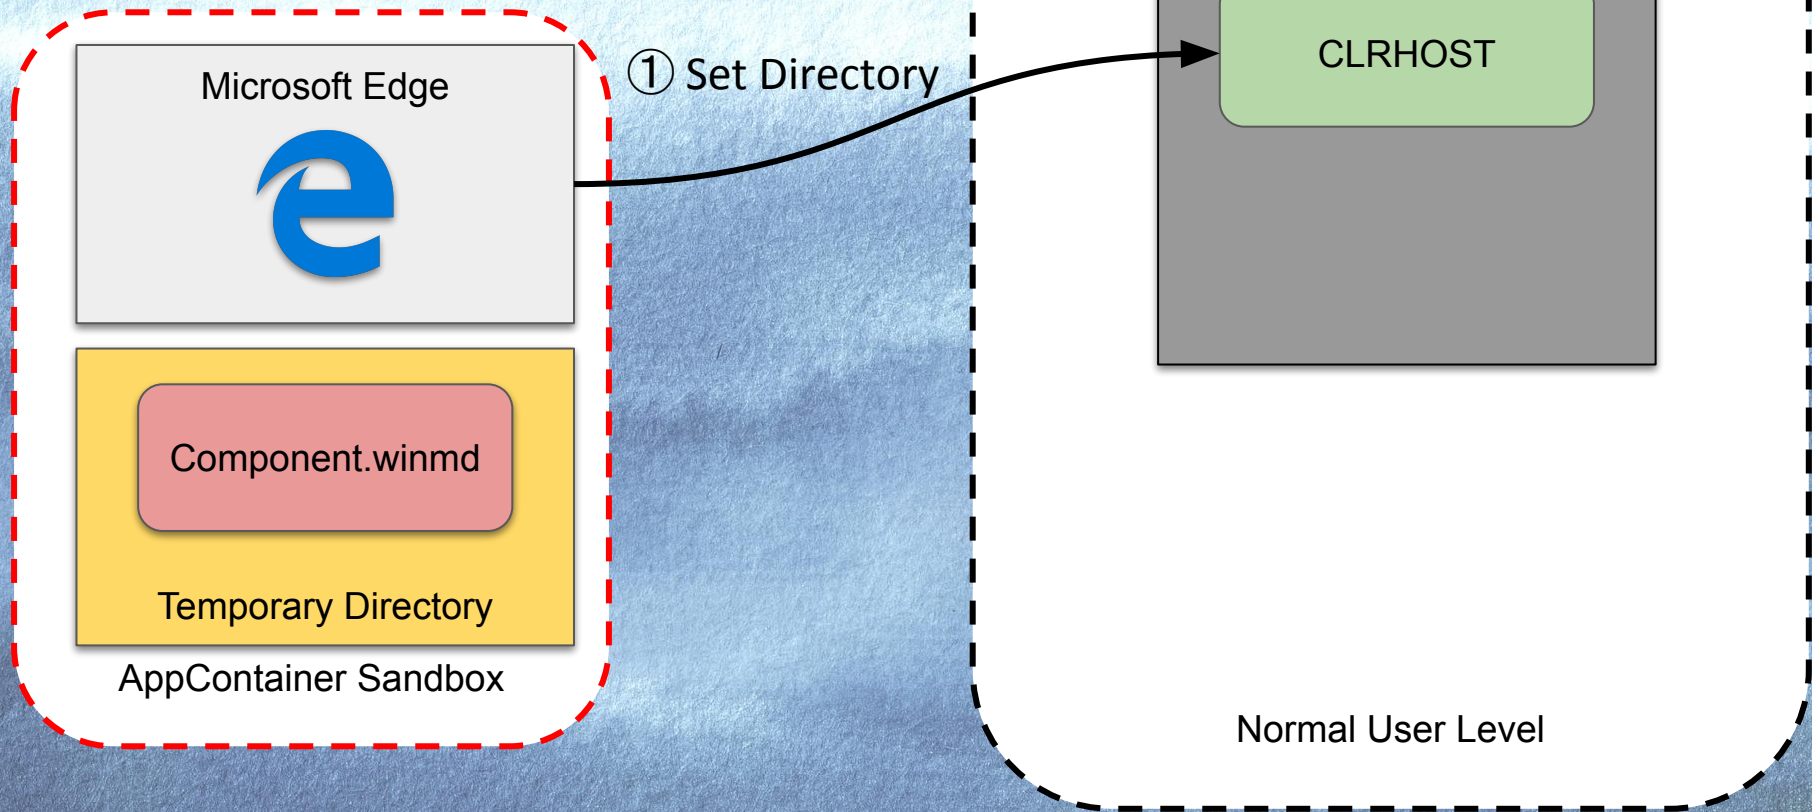 Microsoft Edge
① Set Directory
CLRHOST
Component.winmd
Temporary Directory
AppContainer Sandbox
Normal User Level